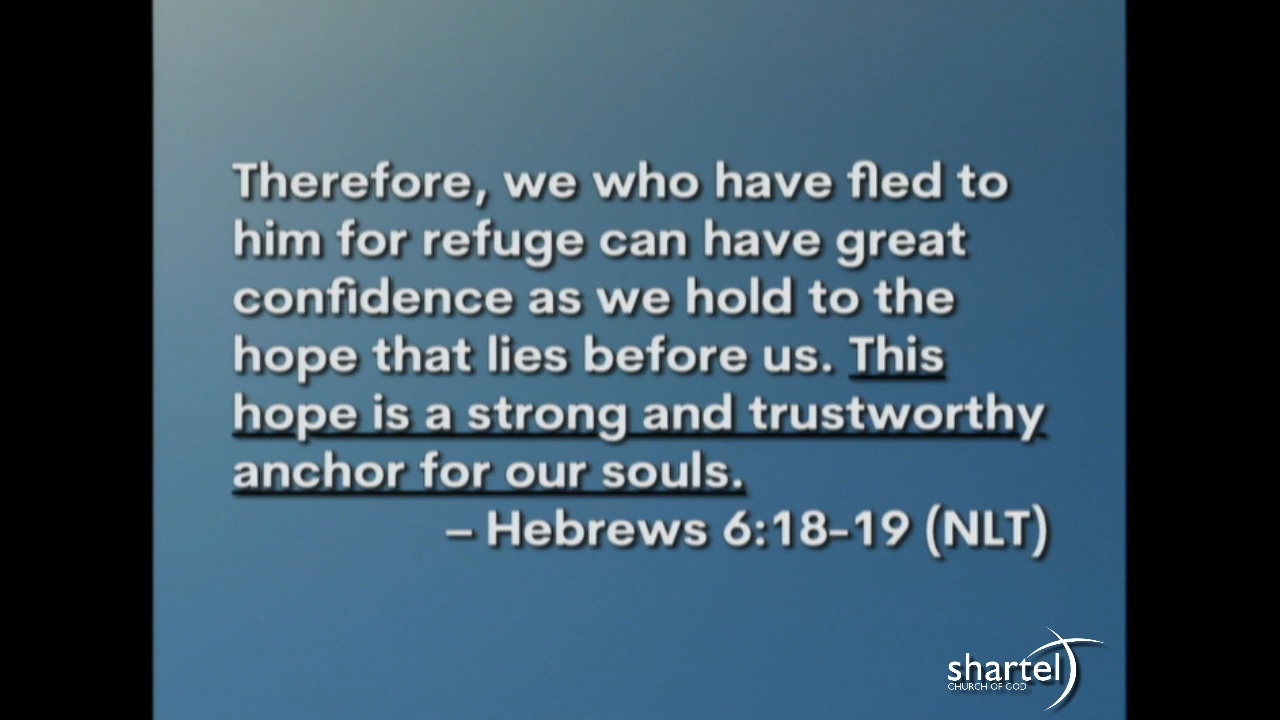 Therefore, we who have fled to
him for refuge can have great
confidence as we hold to the
hope that lies before us. This
hope is a strong and trustworthy
anchor for our souls.
– Hebrews 6:18-19 (NLT)
shartel
CHURCH OF GOD